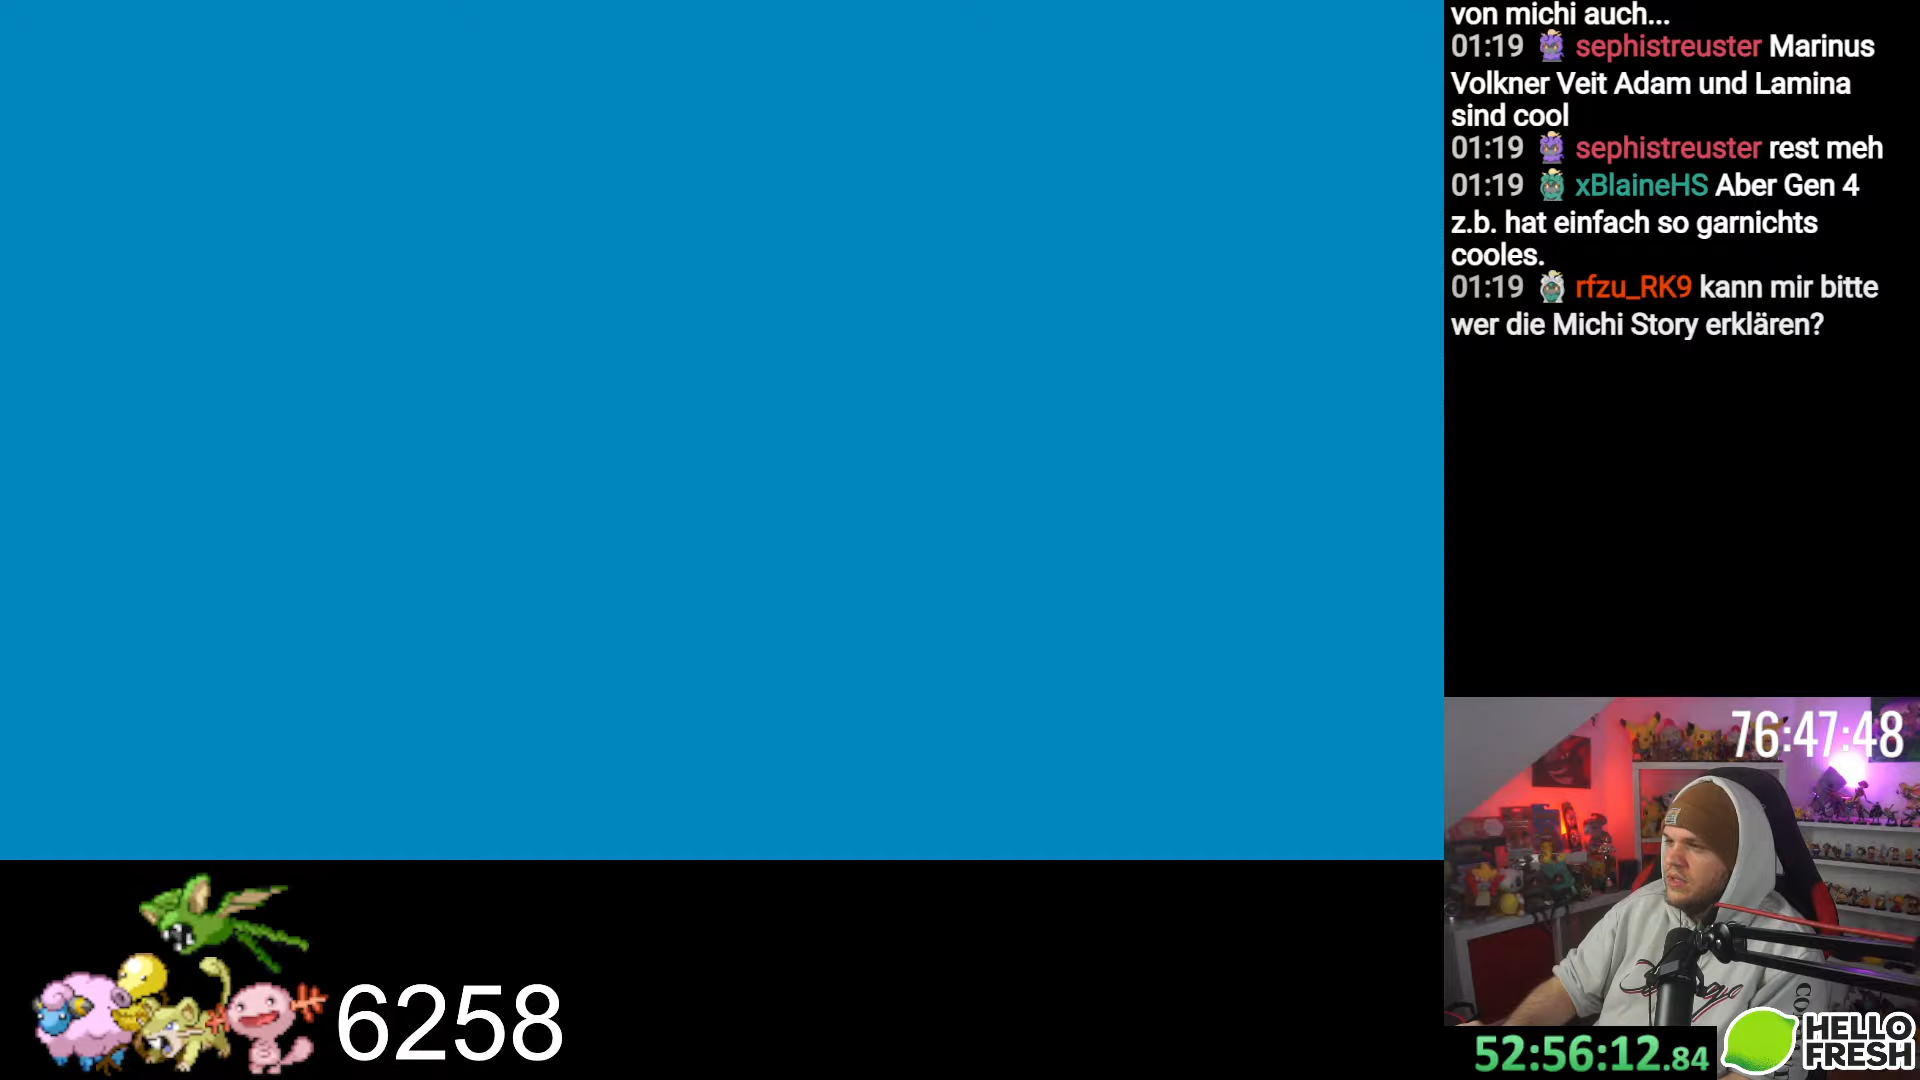 von michi auch...
01:19 sephistreuster Marinus
Volkner Veit Adam und Lamina
sind cool
01:19 sephistreuster rest meh
01:19 xBlaineHS Aber Gen 4
z.b. hat einfach so garnichts
cooles.
01:19 rfzu_RK9 kann mir bitte
wer die Michi Story erklären?
76:47:48
6258
52:56:12.84
HELLO
FRESH